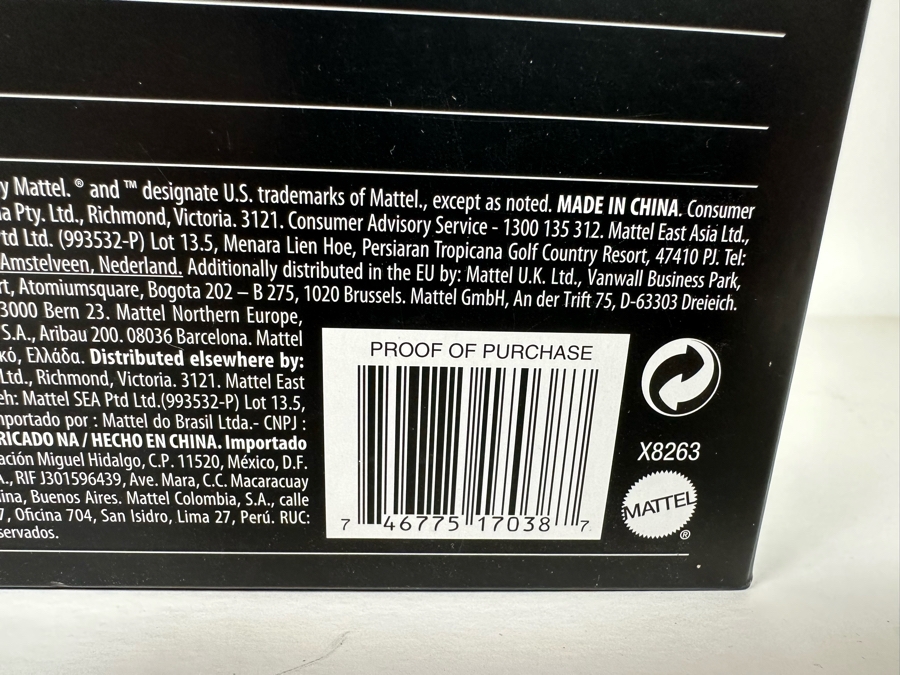 y Mattel. ® and ™ designate U.S. trademarks of Mattel., except as noted. MADE IN CHINA. Consumer
a Pty. Ltd., Richmond, Victoria. 3121. Consumer Advisory Service - 1300 135 312. Mattel East Asia Ltd.,
td Ltd. (993532-P) Lot 13.5, Menara Lien Hoe, Persiaran Tropicana Golf Country Resort, 47410 PJ. Tel:
Amstelveen, Nederland. Additionally distributed in the EU by: Mattel U.K. Ltd., Vanwall Business Park,
rt, Atomiumsquare, Bogota 202 – B 275, 1020 Brussels. Mattel GmbH, An der Trift 75, D-63303 Dreieich.
3000 Bern 23. Mattel Northern Europe,
S.A., Aribau 200. 08036 Barcelona. Mattel
κό, Ελλάδα. Distributed elsewhere by:
Ltd., Richmond, Victoria. 3121. Mattel East
eh: Mattel SEA Ptd Ltd.(993532-P) Lot 13.5,
mportado por : Mattel do Brasil Ltda.- CNPJ :
RICADO NA / HECHO EN CHINA. Importado
ación Miguel Hidalgo, C.P. 11520, México, D.F.
A., RIF J301596439, Ave. Mara, C.C. Macaracuay
tina, Buenos Aires. Mattel Colombia, S.A., calle
7, Oficina 704, San Isidro, Lima 27, Perú. RUC:
servados.
PROOF OF PURCHASE
7 46775 17038 7
X8263
MATTEL
®